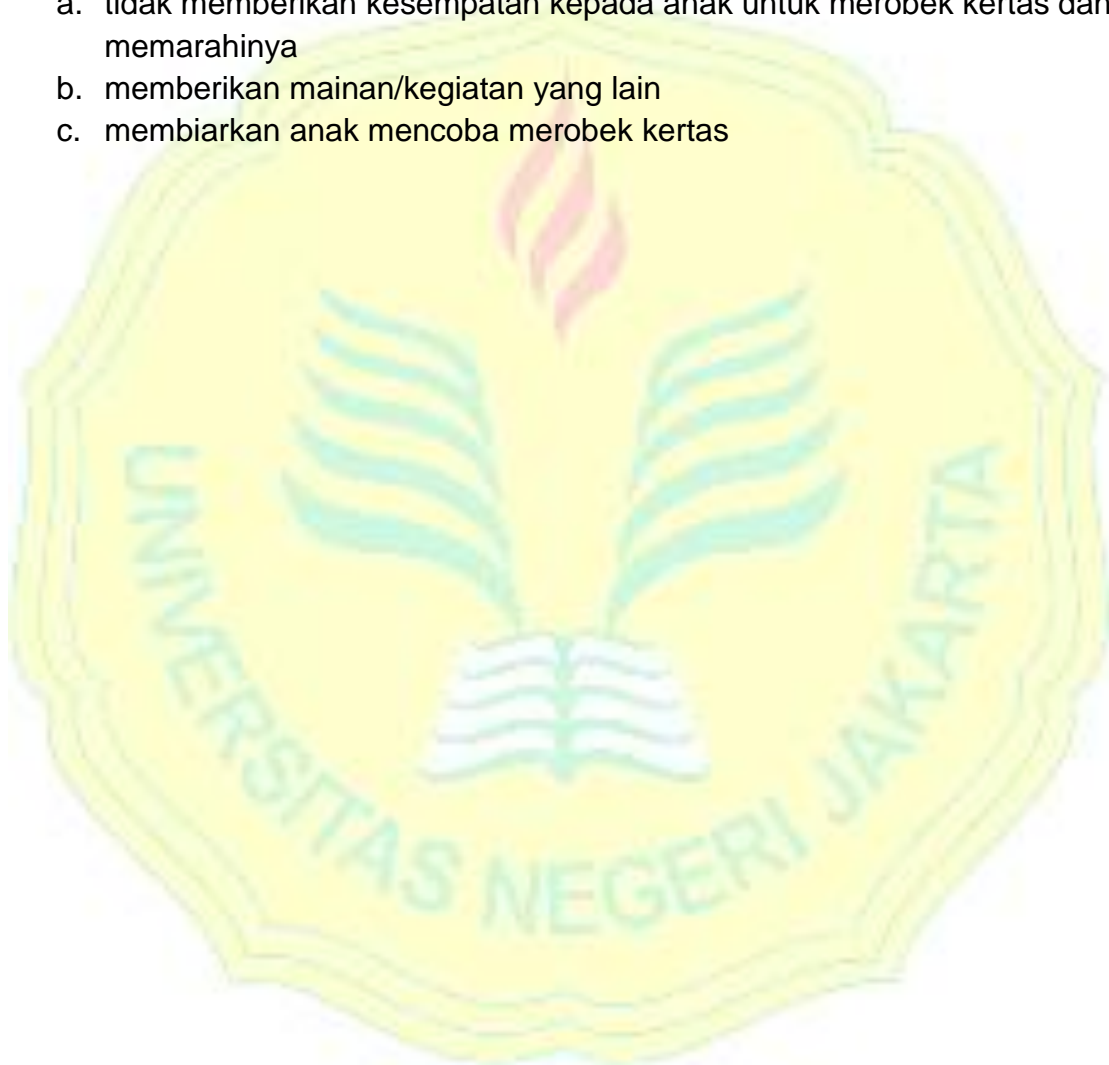 a. tidak memberikan kesempatan kepada anak untuk merobek kertas dan
memarahinya
b. memberikan mainan/kegiatan yang lain
c. membiarkan anak mencoba merobek kertas
UNIVERSITAS NEGERI JAKARTA